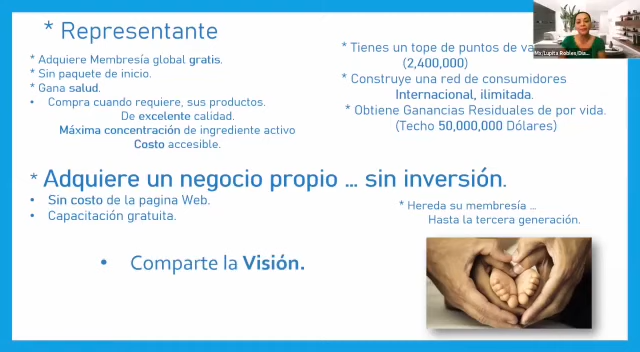 * Representante
* Adquiere Membresía global gratis.
* Sin paquete de inicio.
* Gana salud.
• Compra cuando requiere, sus productos.
De excelente calidad.
Máxima concentración de ingrediente activo
Costo accesible.
* Tienes un tope de puntos de
(2,400,000)
* Construye una red de consumidores
Internacional, ilimitada.
* Obtiene Ganancias Residuales de por vida.
(Techo 50,000,000 Dólares)
* Adquiere un negocio propio ... sin inversión.
• Sin costo de la pagina Web.
• Capacitación gratuita.
* Hereda su membresía ...
Hasta la tercera generación.
• Comparte la Visión.